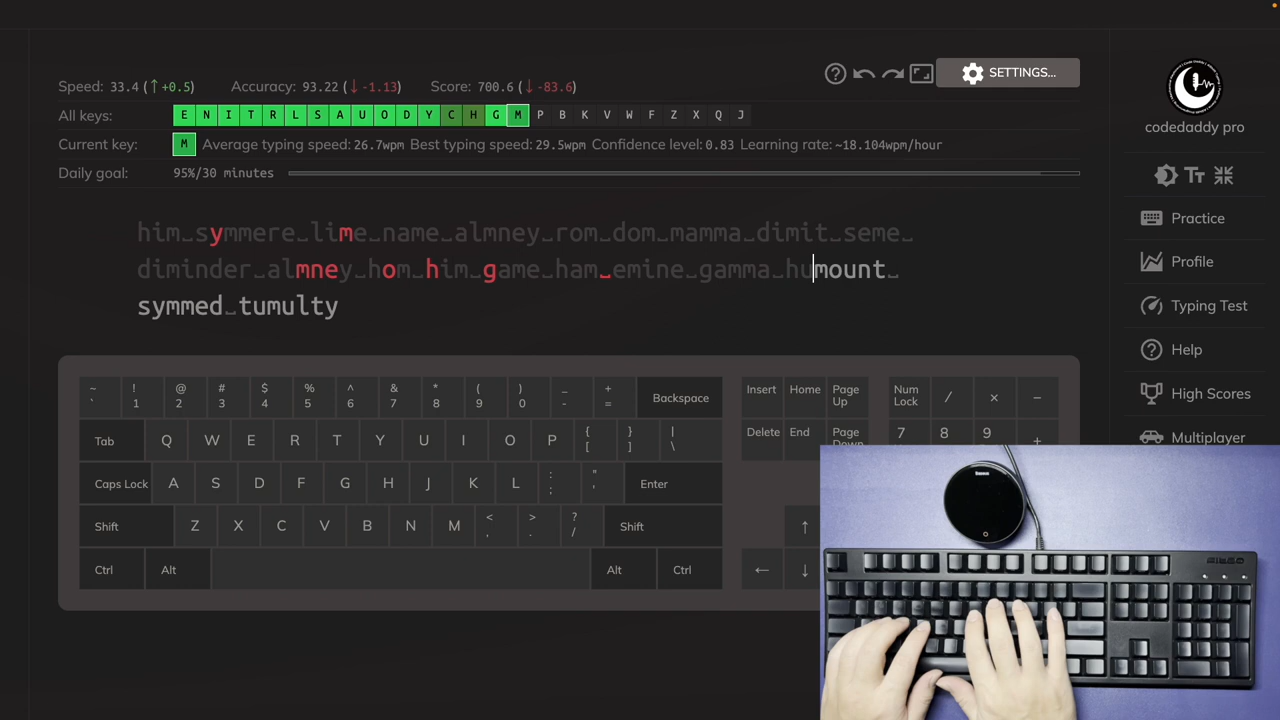 Speed: 33.4 (↑+0.5) Accuracy: 93.22 (↓-1.13) Score: 700.6 (↓-83.6)
SETTINGS...
All keys: E N I T R L S A U O D Y C H G M P B K V W F Z X Q J
Current key: M Average typing speed: 26.7wpm Best typing speed: 29.5wpm Confidence level: 0.83 Learning rate: ~18.104wpm/hour
Daily goal: 95%/30 minutes
codedaddy pro
Practice
Profile
Typing Test
Help
High Scores
Multiplayer
him␣symmere␣lime␣name␣almney␣rom␣dom␣mamma␣dimit␣seme␣
diminder␣almney␣hom␣him␣game␣ham␣emine␣gamma␣humount␣
symmed␣tumulty
~ ! @ # $ % ^ & * ( ) _ +
` 1 2 3 4 5 6 7 8 9 0 - = Backspace
Tab Q W E R T Y U I O P { [ } ] | \
Caps Lock A S D F G H J K L : ; " ' Enter
Shift Z X C V B N M < , > . ? / Shift
Ctrl Alt Alt Ctrl
Insert Home Page Up
Delete End Page Down
↑
← ↓
Num Lock / × −
7 8 9 +